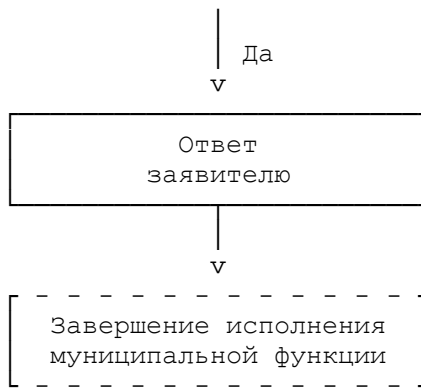 Да
v
Ответ
заявителю
v
Завершение исполнения
муниципальной функции